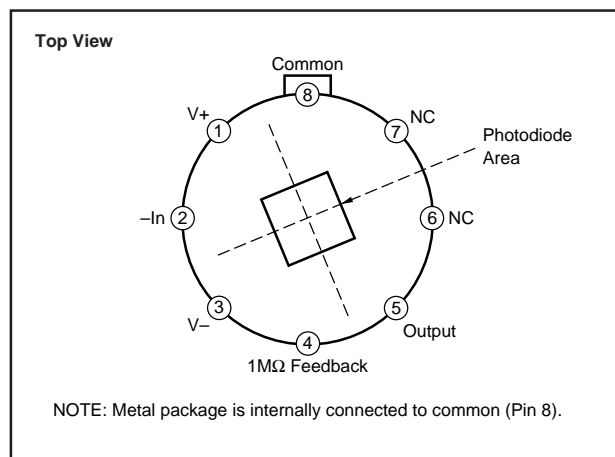 Top View
Common
8
V+
1
7
NC
Photodiode
Area
–In
2
6
NC
3
V–
5
Output
4
1MΩ Feedback
NOTE: Metal package is internally connected to common (Pin 8).